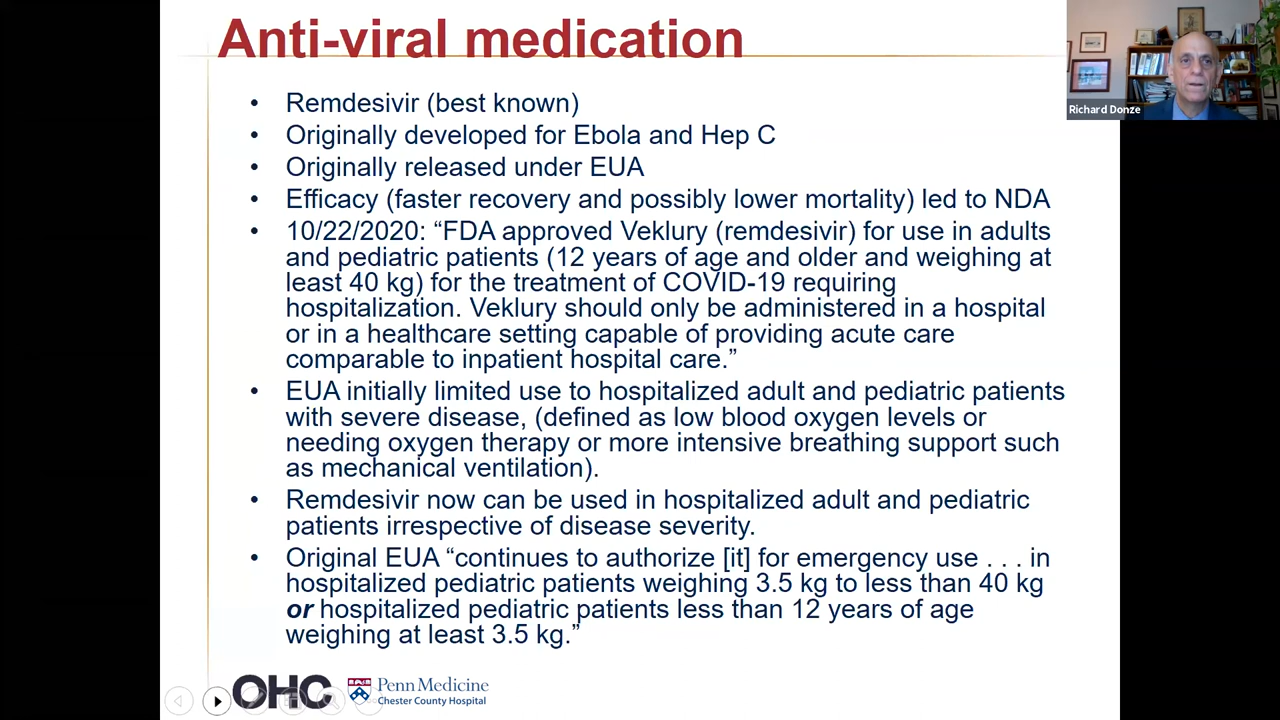 Anti-viral medication
Richard Donze
• Remdesivir (best known)
• Originally developed for Ebola and Hep C
• Originally released under EUA
• Efficacy (faster recovery and possibly lower mortality) led to NDA
• 10/22/2020: “FDA approved Veklury (remdesivir) for use in adults
and pediatric patients (12 years of age and older and weighing at
least 40 kg) for the treatment of COVID-19 requiring
hospitalization. Veklury should only be administered in a hospital
or in a healthcare setting capable of providing acute care
comparable to inpatient hospital care.”
• EUA initially limited use to hospitalized adult and pediatric patients
with severe disease, (defined as low blood oxygen levels or
needing oxygen therapy or more intensive breathing support such
as mechanical ventilation).
• Remdesivir now can be used in hospitalized adult and pediatric
patients irrespective of disease severity.
• Original EUA “continues to authorize [it] for emergency use . . . in
hospitalized pediatric patients weighing 3.5 kg to less than 40 kg
or hospitalized pediatric patients less than 12 years of age
weighing at least 3.5 kg.”
OHC
Penn Medicine
Chester County Hospital